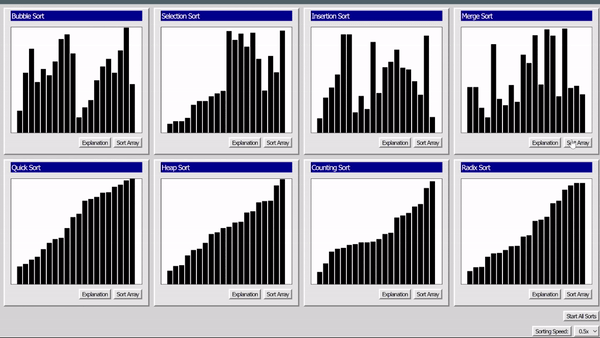 Bubble Sort
Selection Sort
Insertion Sort
Merge Sort
Explanation Sort Array
Explanation Sort Array
Explanation Sort Array
Explanation Sort Array
Quick Sort
Heap Sort
Counting Sort
Radix Sort
Explanation Sort Array
Explanation Sort Array
Explanation Sort Array
Explanation Sort Array
Start All Sorts
Sorting Speed: 0.5x